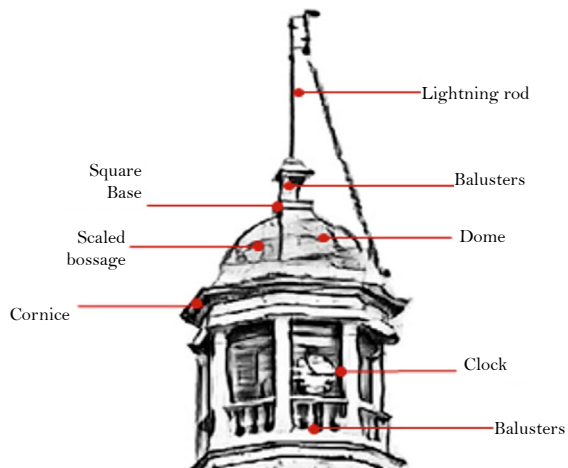 Lightning rod
Square
Base
Balusters
Scaled
bossage
Dome
Cornice
Clock
Balusters